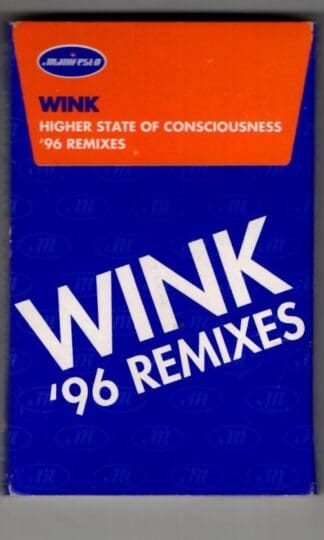 Manifesto
WINK
HIGHER STATE OF CONSCIOUSNESS
'96 REMIXES
WINK
'96 REMIXES